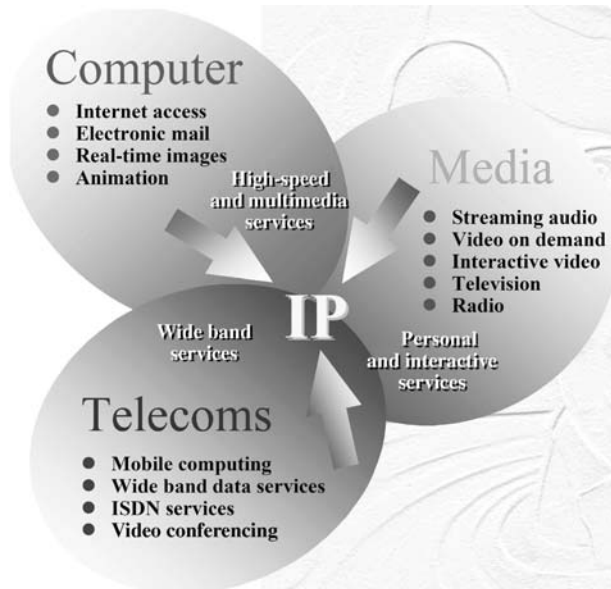 Computer
Internet access
Electronic mail
Real-time images
Animation
High-speed
and multimedia
services
Media
Streaming audio
Video on demand
Interactive video
Television
Radio
IP
Wide band
services
Personal
and interactive
services
Telecoms
Mobile computing
Wide band data services
ISDN services
Video conferencing